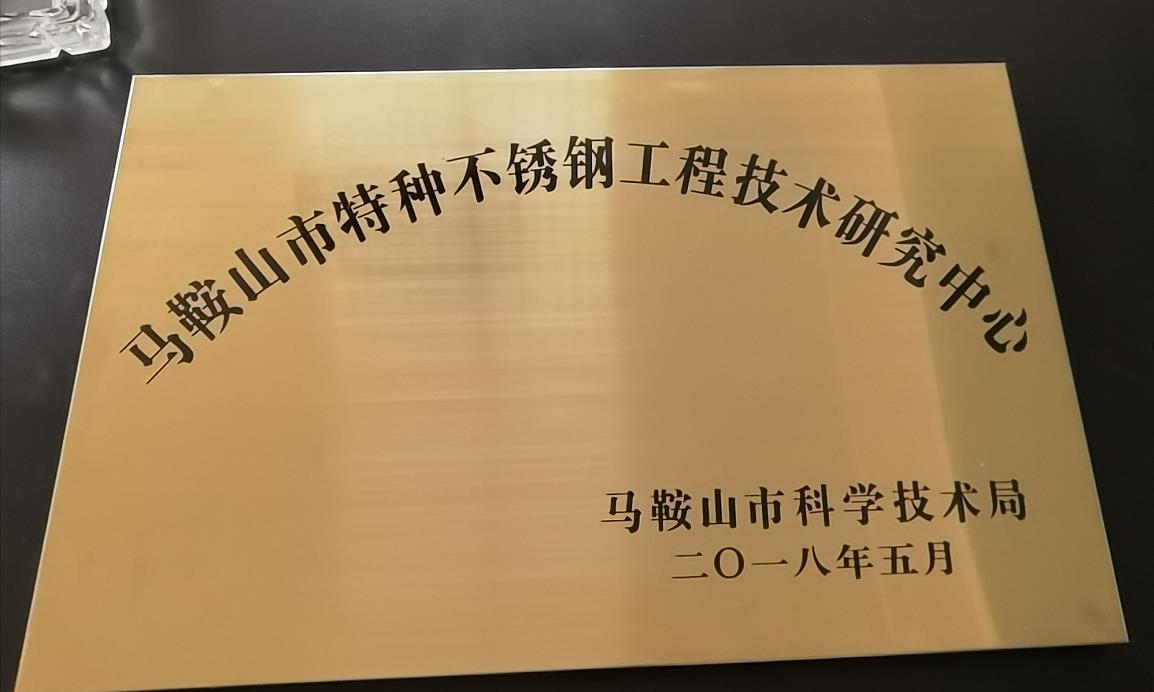 马鞍山市特种不锈钢工程技术研究中心
马鞍山市科学技术局
二〇一八年五月